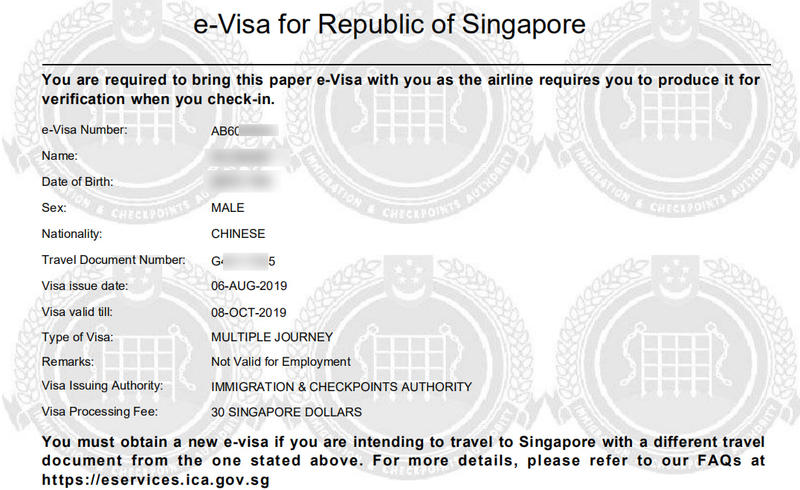 e-Visa for Republic of Singapore
You are required to bring this paper e-Visa with you as the airline requires you to produce it for
verification when you check-in.
e-Visa Number: AB60
Name:
Date of Birth:
Sex: MALE
Nationality: CHINESE
Travel Document Number: G 5
Visa issue date: 06-AUG-2019
Visa valid till: 08-OCT-2019
Type of Visa: MULTIPLE JOURNEY
Remarks: Not Valid for Employment
Visa Issuing Authority: IMMIGRATION & CHECKPOINTS AUTHORITY
Visa Processing Fee: 30 SINGAPORE DOLLARS
You must obtain a new e-visa if you are intending to travel to Singapore with a different travel
document from the one stated above. For more details, please refer to our FAQs at
https://eservices.ica.gov.sg
IMMIGRATION & CHECKPOINTS AUTHORITY
IMMIGRATION & CHECKPOINTS AUTHORITY
IMMIGRATION & CHECKPOINTS AUTHORITY